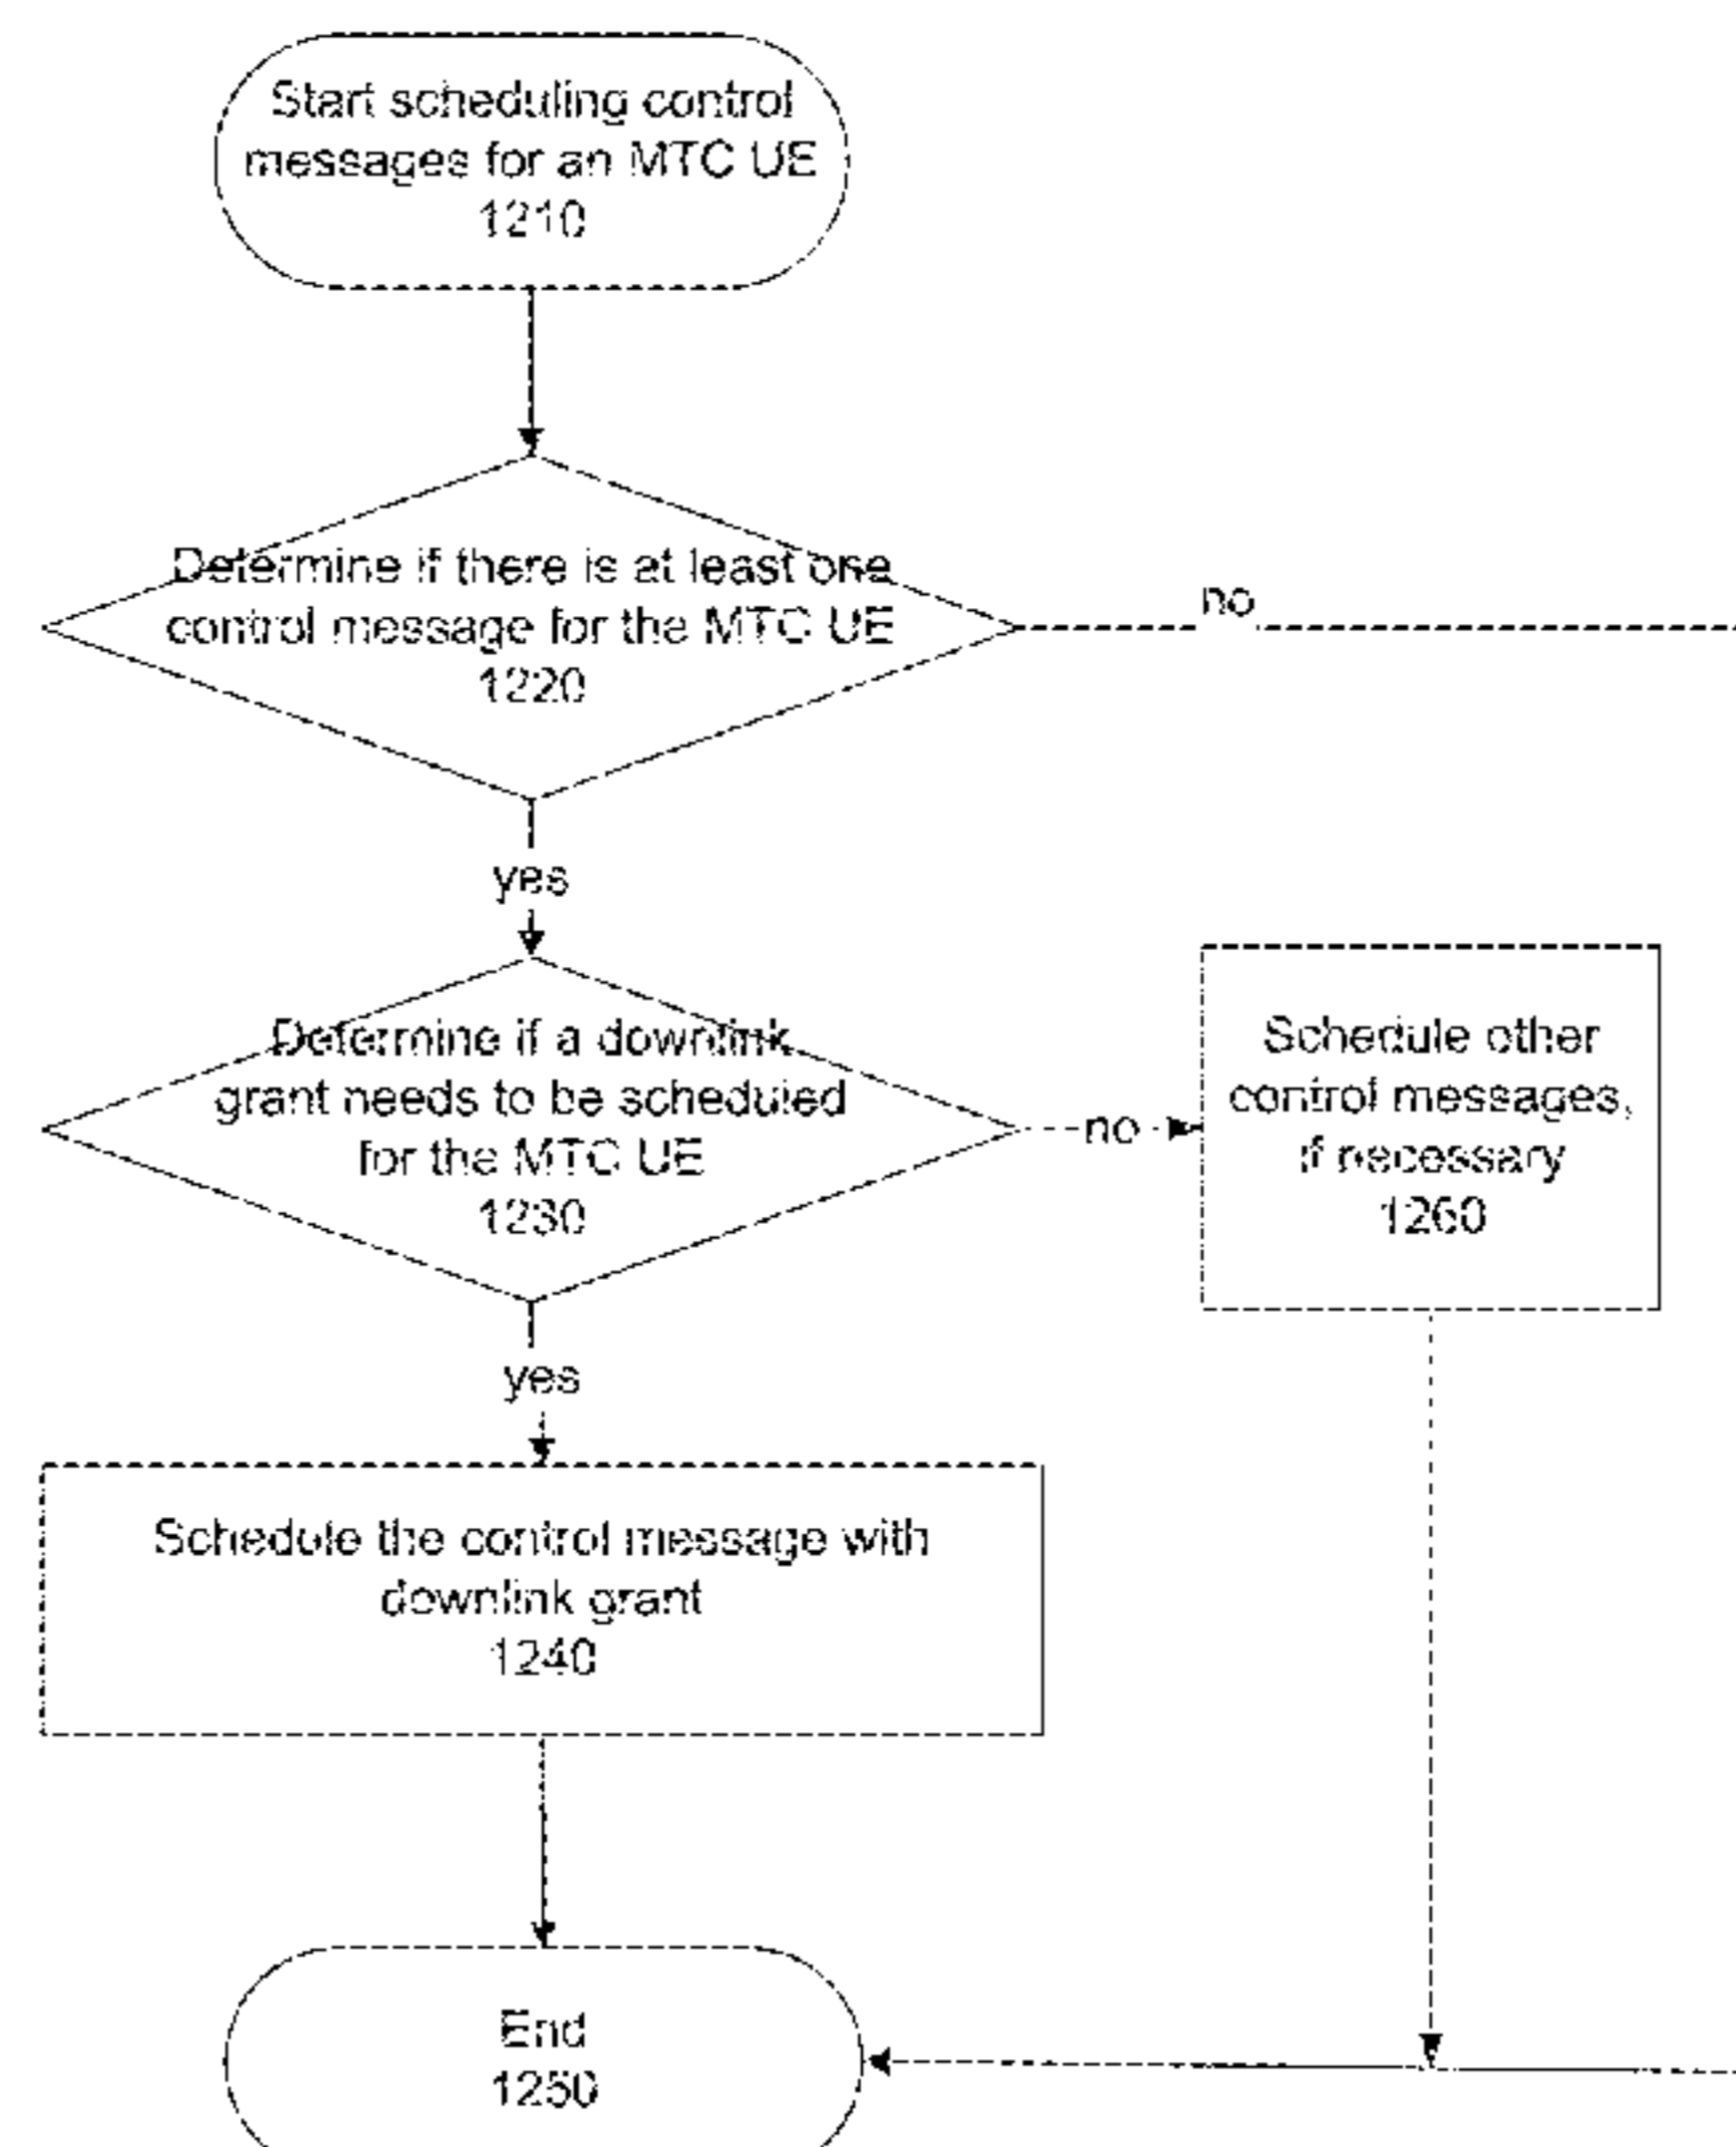 Start scheduling control
messages for an MTC UE
1210
Determine if there is at least one
control message for the MTC UE
1220
no
yes
Determine if a downlink
grant needs to be scheduled
for the MTC UE
1230
no
Schedule other
control messages,
if necessary
1260
yes
Schedule the control message with
downlink grant
1240
End
1250